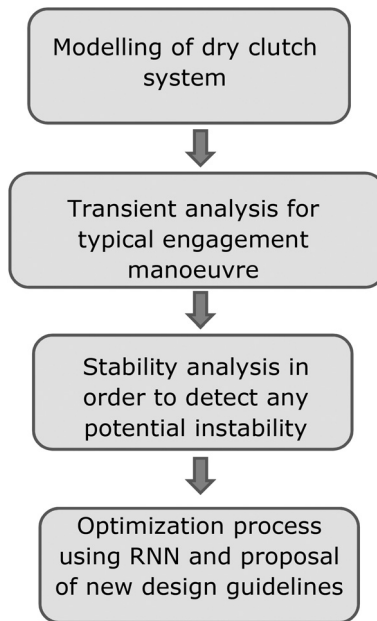 Modelling of dry clutch
system
Transient analysis for
typical engagement
manoeuvre
Stability analysis in
order to detect any
potential instability
Optimization process
using RNN and proposal
of new design guidelines